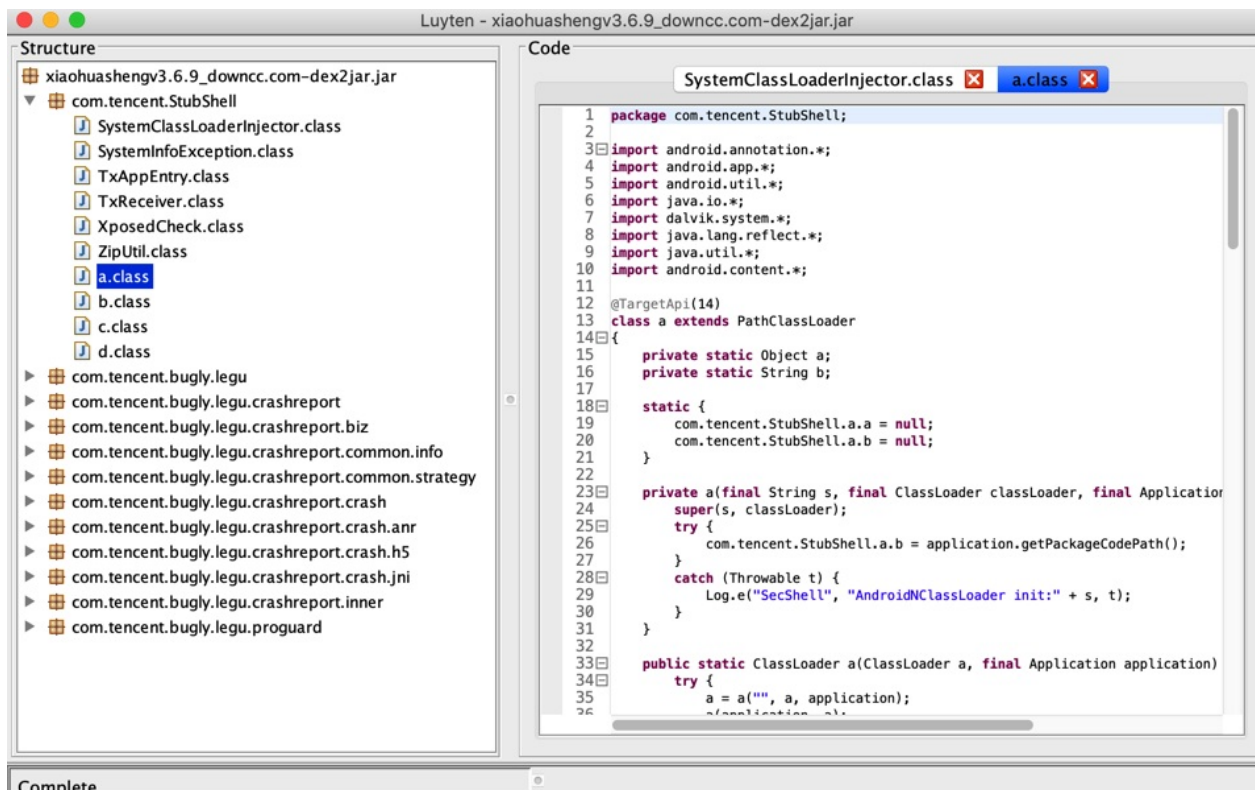 Luyten - xiaohuashengv3.6.9_downcc.com-dex2jar.jar
Structure
xiaohuashengv3.6.9_downcc.com-dex2jar.jar
com.tencent.StubShell
SystemClassLoaderInjector.class
SystemInfoException.class
TxAppEntry.class
TxReceiver.class
XposedCheck.class
ZipUtil.class
a.class
b.class
c.class
d.class
com.tencent.bugly.legu
com.tencent.bugly.legu.crashreport
com.tencent.bugly.legu.crashreport.biz
com.tencent.bugly.legu.crashreport.common.info
com.tencent.bugly.legu.crashreport.common.strategy
com.tencent.bugly.legu.crashreport.crash
com.tencent.bugly.legu.crashreport.crash.anr
com.tencent.bugly.legu.crashreport.crash.h5
com.tencent.bugly.legu.crashreport.crash.jni
com.tencent.bugly.legu.crashreport.inner
com.tencent.bugly.legu.proguard
Code
SystemClassLoaderInjector.class a.class
1 package com.tencent.StubShell;
2
3 import android.annotation.*;
4 import android.app.*;
5 import android.util.*;
6 import java.io.*;
7 import dalvik.system.*;
8 import java.lang.reflect.*;
9 import java.util.*;
10 import android.content.*;
11
12 @TargetApi(14)
13 class a extends PathClassLoader
14 {
15 private static Object a;
16 private static String b;
17
18 static {
19 com.tencent.StubShell.a.a = null;
20 com.tencent.StubShell.a.b = null;
21 }
22
23 private a(final String s, final ClassLoader classLoader, final Application
24 super(s, classLoader);
25 try {
26 com.tencent.StubShell.a.b = application.getPackageCodePath();
27 }
28 catch (Throwable t) {
29 Log.e("SecShell", "AndroidNClassLoader init:" + s, t);
30 }
31 }
32
33 public static ClassLoader a(ClassLoader a, final Application application)
34 try {
35 a = a("", a, application);
36 a(application, a);
Complete